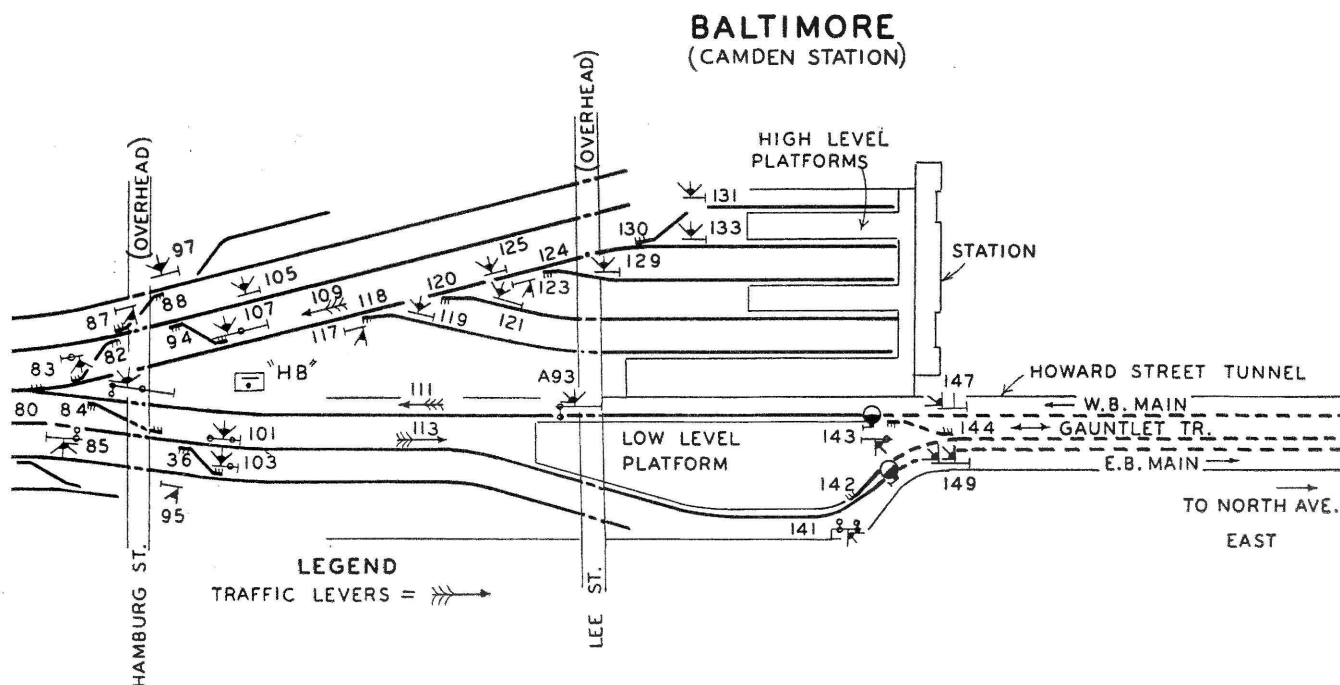 BALTIMORE
(CAMDEN STATION)
(OVERHEAD)
(OVERHEAD)
HIGH LEVEL
PLATFORMS
STATION
131
133
130
129
125
124
123
121
120
119
118
117
109
97
105
107
88
87
94
82
83
"HB"
A93
111
113
80
84
85
101
103
36
95
LOW LEVEL
PLATFORM
HOWARD STREET TUNNEL
147
W.B. MAIN
144
GAUNTLET TR.
143
E.B. MAIN
142
149
141
TO NORTH AVE.
EAST
LEGEND
TRAFFIC LEVERS =
HAMBURG ST.
LEE ST.